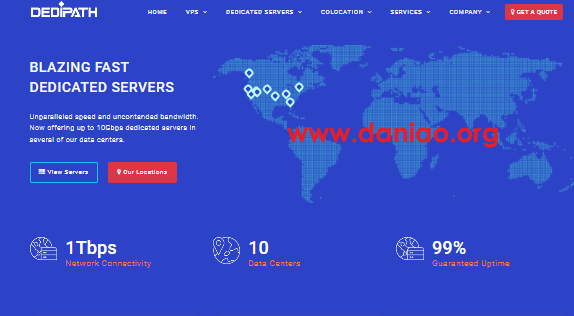 DEDIPATH
HOME VPS DEDICATED SERVERS COLOCATION SERVICES COMPANY GET A QUOTE
BLAZING FAST
DEDICATED SERVERS
Unparalleled speed and uncontended bandwidth.
Now offering up to 10Gbps dedicated servers in
several of our data centers.
www.danlao.org
View Servers Our Locations
1Tbps
Network Connectivity
10
Data Centers
99%
Guaranteed Uptime